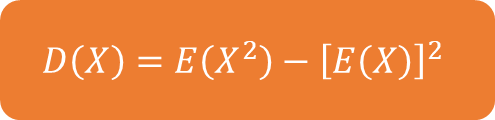 D(X) = E(X²) − [E(X)]²